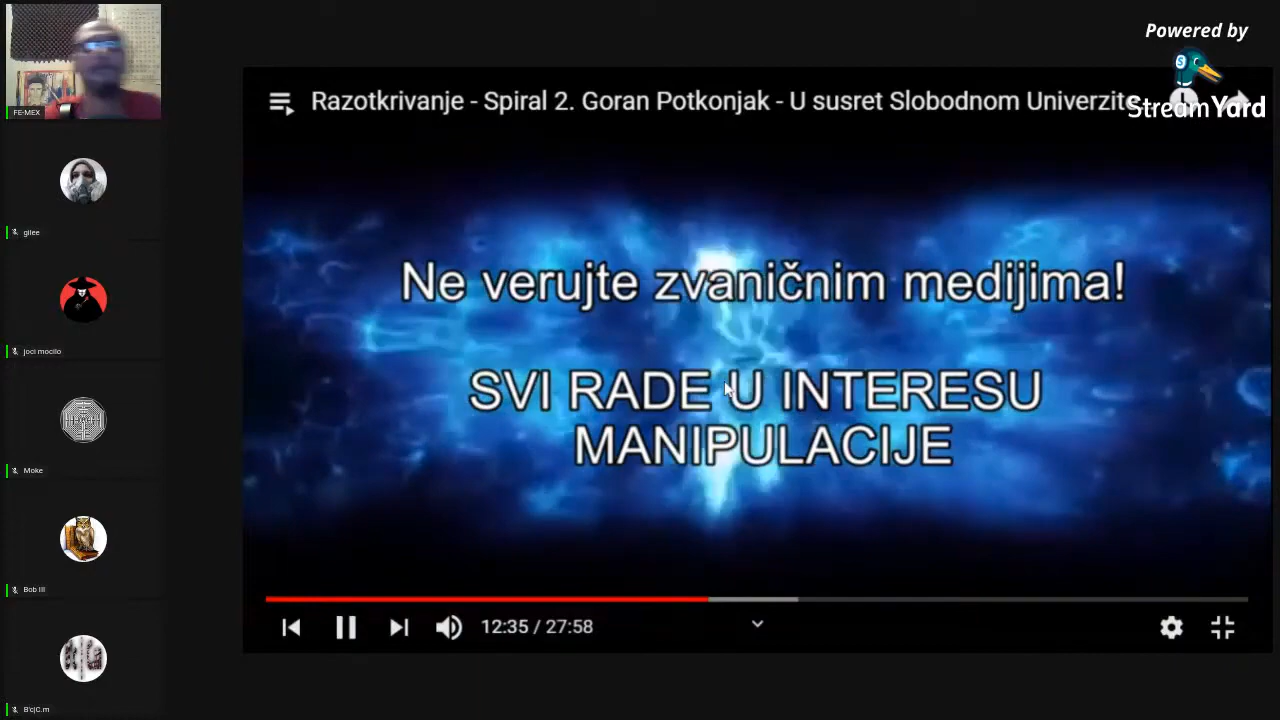 Powered by
StreamYard
Razotkrivanje - Spiral 2. Goran Potkonjak - U susret Slobodnom Univerzite
Ne verujte zvaničnim medijima!
SVI RADE U INTERESU
MANIPULACIJE
12:35 / 27:58
FE-MEX
gilee
joci mocilo
Moke
Bob III
B'c|C.m